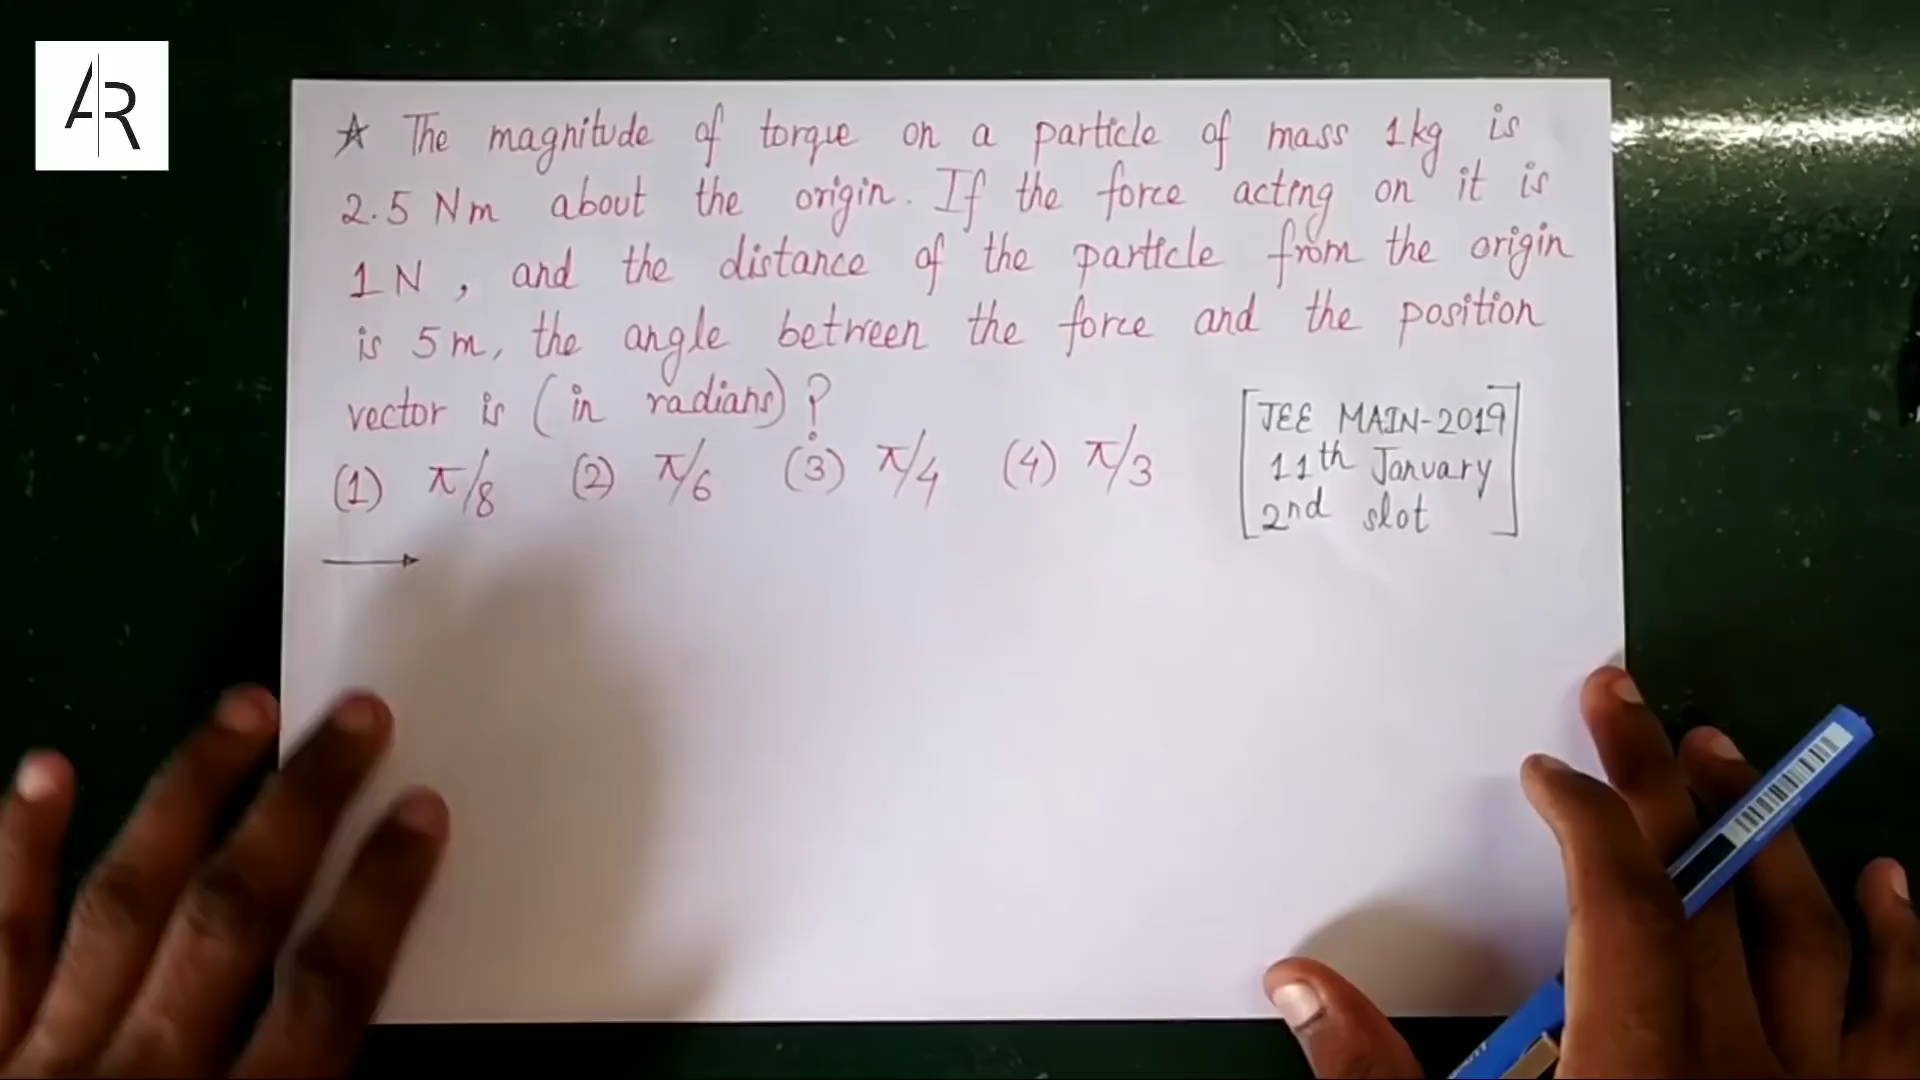 AR
☆ The magnitude of torque on a particle of mass 1kg is
2.5 Nm about the origin. If the force acting on it is
1N, and the distance of the particle from the origin
is 5m, the angle between the force and the position
vector is (in radians)?
(1) π/8 (2) π/6 (3) π/4 (4) π/3
[JEE MAIN-2019
11th January
2nd slot]